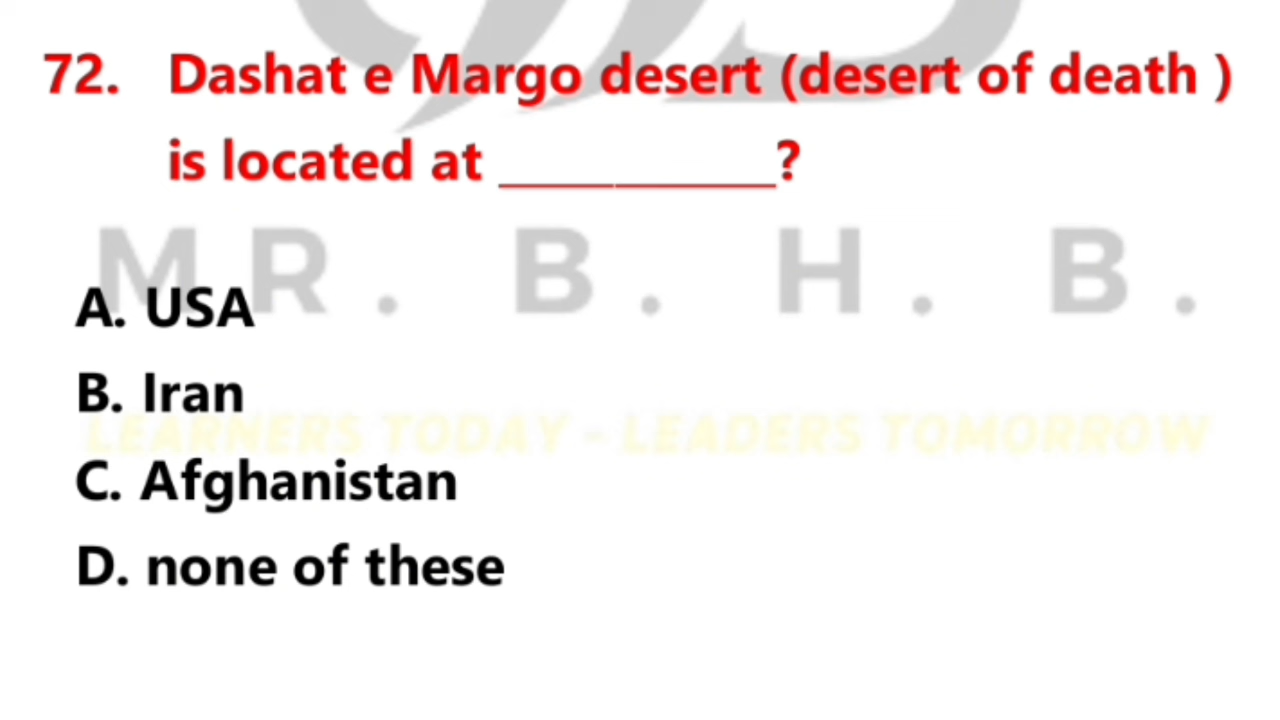 72. Dashat e Margo desert (desert of death )
is located at __________?
MR. B. H. B.
A. USA
B. Iran
LEARNERS TODAY - LEADERS TOMORROW
C. Afghanistan
D. none of these